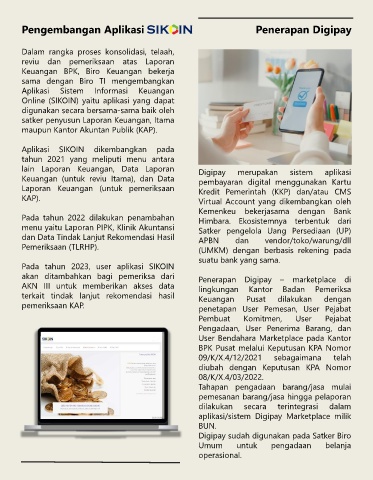 Pengembangan Aplikasi SIKOIN
Dalam rangka proses konsolidasi, telaah,
reviu dan pemeriksaan atas Laporan
Keuangan BPK, Biro Keuangan bekerja
sama dengan Biro TI mengembangkan
Aplikasi Sistem Informasi Keuangan
Online (SIKOIN) yaitu aplikasi yang dapat
digunakan secara bersama-sama baik oleh
satker penyusun Laporan Keuangan, Itama
maupun Kantor Akuntan Publik (KAP).
Aplikasi SIKOIN dikembangkan pada
tahun 2021 yang meliputi menu antara
lain Laporan Keuangan, Data Laporan
Keuangan (untuk reviu Itama), dan Data
Laporan Keuangan (untuk pemeriksaan
KAP).
Pada tahun 2022 dilakukan penambahan
menu yaitu Laporan PIPK, Klinik Akuntansi
dan Data Tindak Lanjut Rekomendasi Hasil
Pemeriksaan (TLRHP).
Pada tahun 2023, user aplikasi SIKOIN
akan ditambahkan bagi pemeriksa dari
AKN III untuk memberikan akses data
terkait tindak lanjut rekomendasi hasil
pemeriksaan KAP.
SIKOIN
Penerapan Digipay
Digipay merupakan sistem aplikasi
pembayaran digital menggunakan Kartu
Kredit Pemerintah (KKP) dan/atau CMS
Virtual Account yang dikembangkan oleh
Kemenkeu bekerjasama dengan Bank
Himbara. Ekosistemnya terbentuk dari
Satker pengelola Uang Persediaan (UP)
APBN dan vendor/toko/warung/dll
(UMKM) dengan berbasis rekening pada
suatu bank yang sama.
Penerapan Digipay – marketplace di
lingkungan Kantor Badan Pemeriksa
Keuangan Pusat dilakukan dengan
penetapan User Pemesan, User Pejabat
Pembuat Komitmen, User Pejabat
Pengadaan, User Penerima Barang, dan
User Bendahara Marketplace pada Kantor
BPK Pusat melalui Keputusan KPA Nomor
09/K/X.4/12/2021 sebagaimana telah
diubah dengan Keputusan KPA Nomor
08/K/X.4/03/2022.
Tahapan pengadaan barang/jasa mulai
pemesanan barang/jasa hingga pelaporan
dilakukan secara terintegrasi dalam
aplikasi/sistem Digipay Marketplace milik
BUN.
Digipay sudah digunakan pada Satker Biro
Umum untuk pengadaan belanja
operasional.